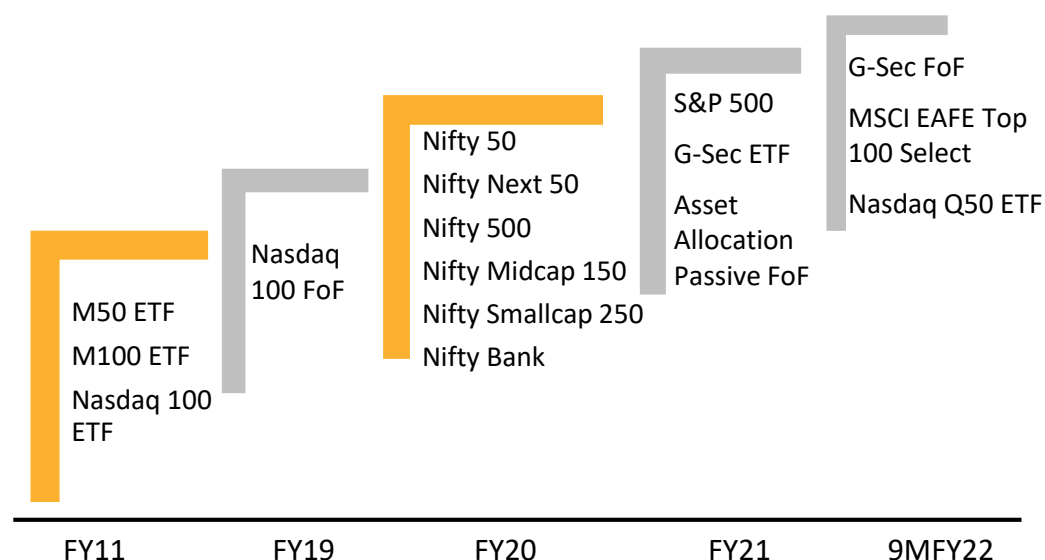 M50 ETF
M100 ETF
Nasdaq 100
ETF
Nasdaq
100 FoF
Nifty 50
Nifty Next 50
Nifty 500
Nifty Midcap 150
Nifty Smallcap 250
Nifty Bank
S&P 500
G-Sec ETF
Asset
Allocation
Passive FoF
G-Sec FoF
MSCI EAFE Top
100 Select
Nasdaq Q50 ETF
FY11
FY19
FY20
FY21
9MFY22